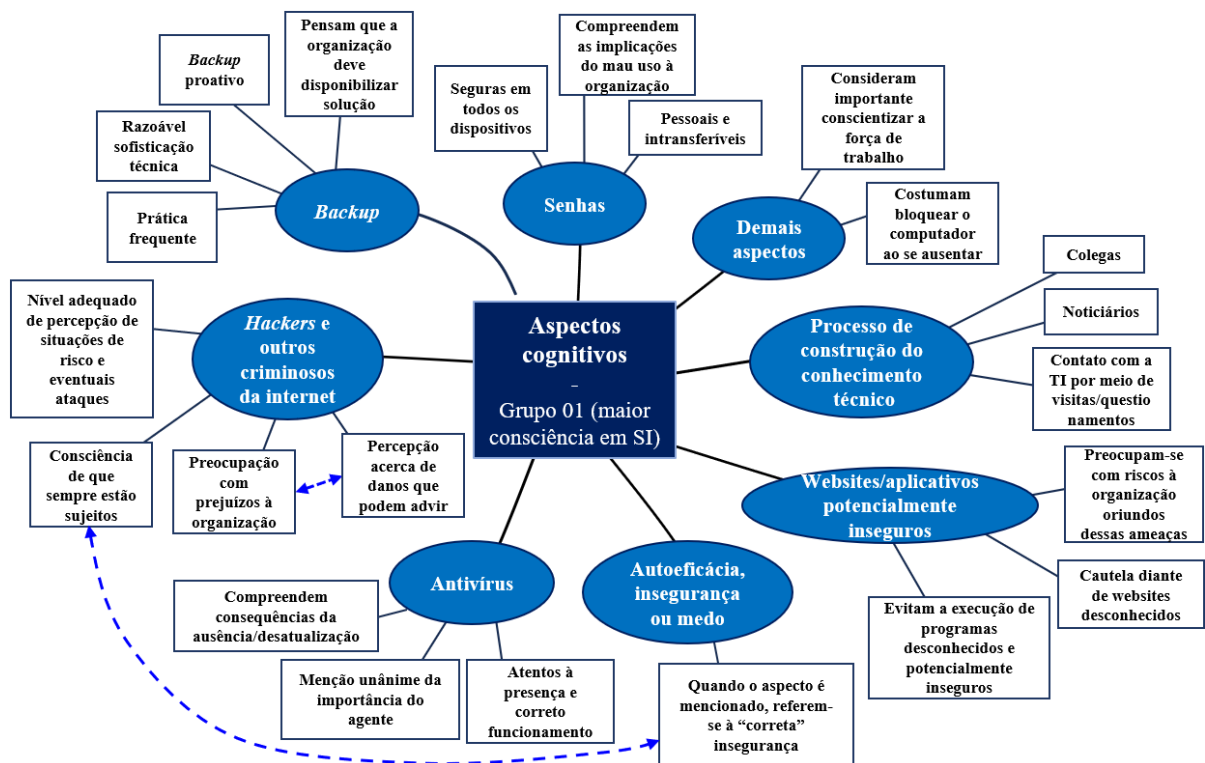 Backup
proativo
Pensam que a
organização
deve
disponibilizar
solução
Razoável
sofisticação
técnica
Prática
frequente
Backup
Seguras em
todos os
dispositivos
Compreendem
as implicações
do mau uso à
organização
Pessoais e
intransferíveis
Senhas
Consideram
importante
conscientizar a
força de
trabalho
Costumam
bloquear o
computador
ao se ausentar
Demais
aspectos
Colegas
Noticiários
Contato com a
TI por meio de
visitas/questio
namentos
Processo de
construção do
conhecimento
técnico
Aspectos
cognitivos
–
Grupo 01 (maior
consciência em SI)
Nível adequado
de percepção de
situações de
risco e
eventuais
ataques
Hackers e
outros
criminosos
da internet
Consciência
de que
sempre estão
sujeitos
Preocupação
com
prejuízos à
organização
Percepção
acerca de
danos que
podem advir
Websites/aplicativos
potencialmente
inseguros
Preocupam-se
com riscos à
organização
oriundos
dessas ameaças
Cautela diante
de websites
desconhecidos
Evitam a execução de
programas
desconhecidos e
potencialmente
inseguros
Antivírus
Compreendem
consequências da
ausência/desatualização
Menção unânime da
importância do
agente
Atentos à
presença e
correto
funcionamento
Autoeficácia,
insegurança
ou medo
Quando o aspecto é
mencionado, referem-
se à “correta”
insegurança